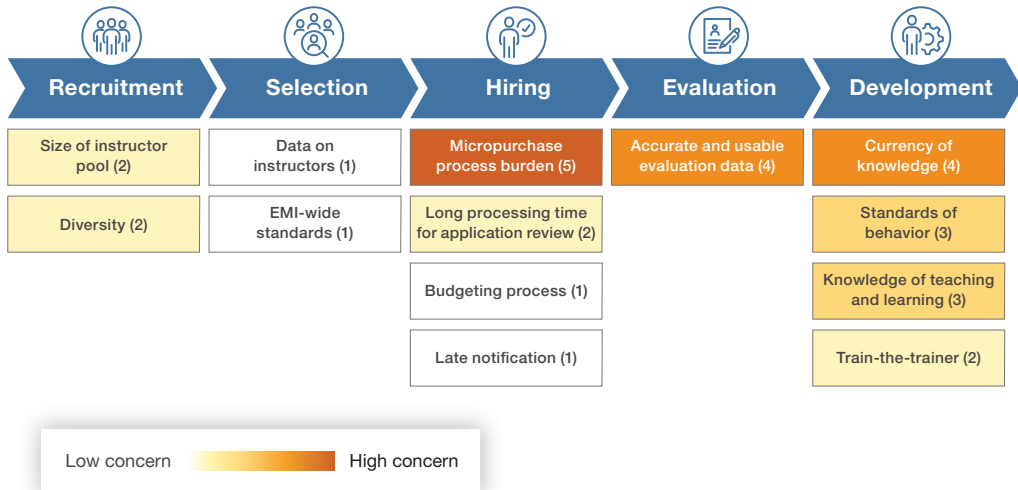 Recruitment
Selection
Hiring
Evaluation
Development
Size of instructor
pool (2)
Diversity (2)
Data on
instructors (1)
EMI-wide
standards (1)
Micropurchase
process burden (5)
Long processing time
for application review (2)
Budgeting process (1)
Late notification (1)
Accurate and usable
evaluation data (4)
Currency of
knowledge (4)
Standards of
behavior (3)
Knowledge of teaching
and learning (3)
Train-the-trainer (2)
Low concern
High concern